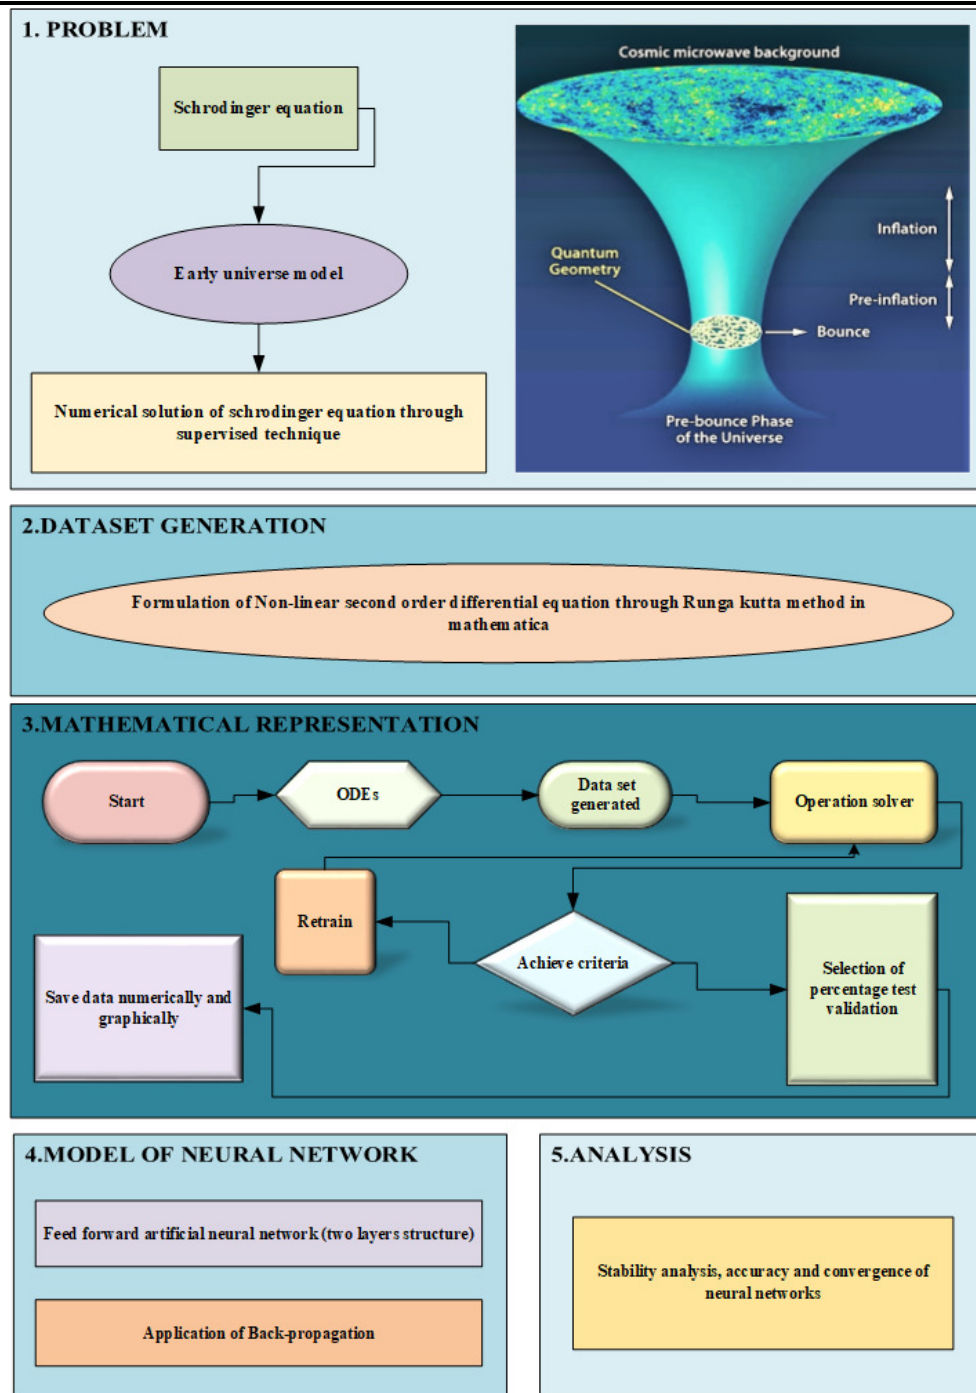 1. PROBLEM
Schrodinger equation
Early universe model
Numerical solution of schrodinger equation through
supervised technique
Cosmic microwave background
Inflation
Quantum
Geometry
Pre-inflation
Bounce
Pre-bounce Phase
of the Universe
2.DATASET GENERATION
Formulation of Non-linear second order differential equation through Runga kutta method in
mathematica
3.MATHEMATICAL REPRESENTATION
Start
ODEs
Data set
generated
Operation solver
Retrain
Achieve criteria
Selection of
percentage test
validation
Save data numerically and
graphically
4.MODEL OF NEURAL NETWORK
Feed forward artificial neural network (two layers structure)
Application of Back-propagation
5.ANALYSIS
Stability analysis, accuracy and convergence of
neural networks